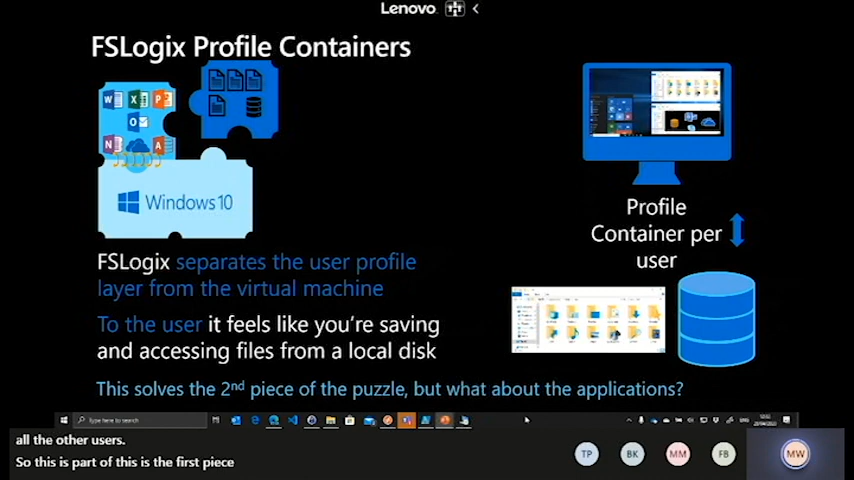 Lenovo
FSLogix Profile Containers
Windows 10
FSLogix separates the user profile
layer from the virtual machine
To the user it feels like you're saving
and accessing files from a local disk
Profile
Container per
user
This solves the 2nd piece of the puzzle, but what about the applications?
Type here to search
all the other users.
So this is part of this is the first piece
TP
BK
MM
FB
MW